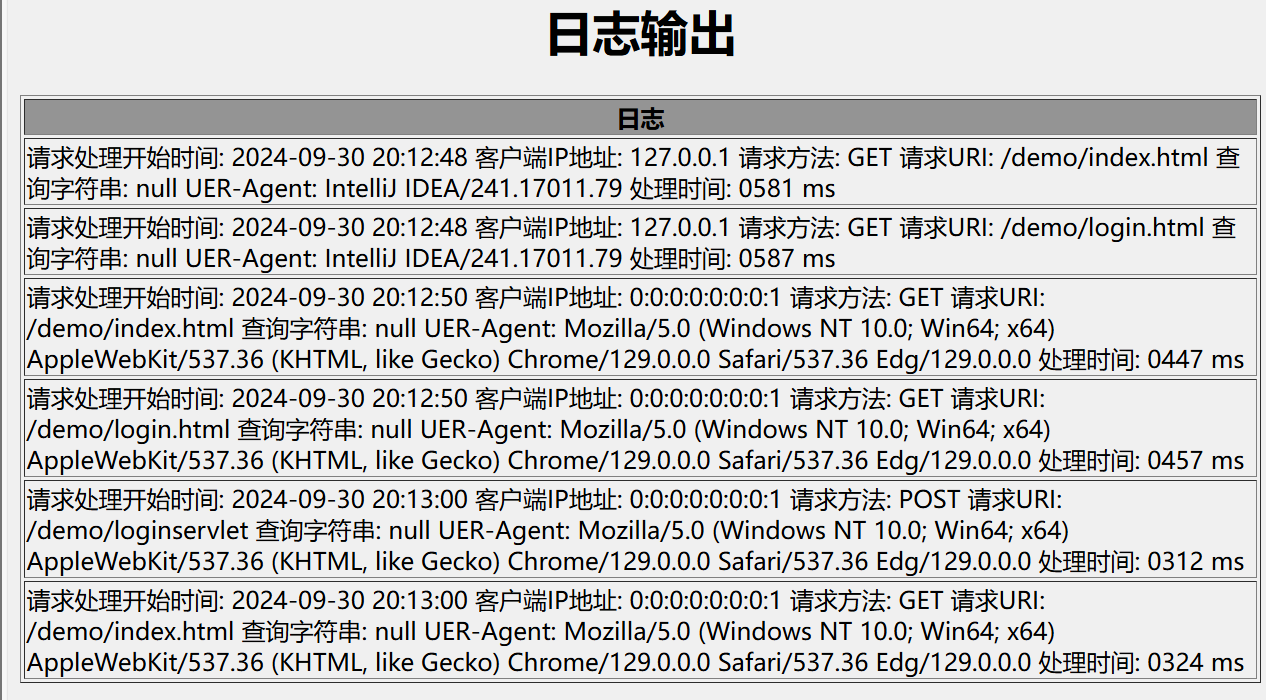 日志输出
日志
请求处理开始时间: 2024-09-30 20:12:48 客户端IP地址: 127.0.0.1 请求方法: GET 请求URI: /demo/index.html 查
询字符串: null UER-Agent: IntelliJ IDEA/241.17011.79 处理时间: 0581 ms
请求处理开始时间: 2024-09-30 20:12:48 客户端IP地址: 127.0.0.1 请求方法: GET 请求URI: /demo/login.html 查
询字符串: null UER-Agent: IntelliJ IDEA/241.17011.79 处理时间: 0587 ms
请求处理开始时间: 2024-09-30 20:12:50 客户端IP地址: 0:0:0:0:0:0:0:1 请求方法: GET 请求URI:
/demo/index.html 查询字符串: null UER-Agent: Mozilla/5.0 (Windows NT 10.0; Win64; x64)
AppleWebKit/537.36 (KHTML, like Gecko) Chrome/129.0.0.0 Safari/537.36 Edg/129.0.0.0 处理时间: 0447 ms
请求处理开始时间: 2024-09-30 20:12:50 客户端IP地址: 0:0:0:0:0:0:0:1 请求方法: GET 请求URI:
/demo/login.html 查询字符串: null UER-Agent: Mozilla/5.0 (Windows NT 10.0; Win64; x64)
AppleWebKit/537.36 (KHTML, like Gecko) Chrome/129.0.0.0 Safari/537.36 Edg/129.0.0.0 处理时间: 0457 ms
请求处理开始时间: 2024-09-30 20:13:00 客户端IP地址: 0:0:0:0:0:0:0:1 请求方法: POST 请求URI:
/demo/loginservlet 查询字符串: null UER-Agent: Mozilla/5.0 (Windows NT 10.0; Win64; x64)
AppleWebKit/537.36 (KHTML, like Gecko) Chrome/129.0.0.0 Safari/537.36 Edg/129.0.0.0 处理时间: 0312 ms
请求处理开始时间: 2024-09-30 20:13:00 客户端IP地址: 0:0:0:0:0:0:0:1 请求方法: GET 请求URI:
/demo/index.html 查询字符串: null UER-Agent: Mozilla/5.0 (Windows NT 10.0; Win64; x64)
AppleWebKit/537.36 (KHTML, like Gecko) Chrome/129.0.0.0 Safari/537.36 Edg/129.0.0.0 处理时间: 0324 ms